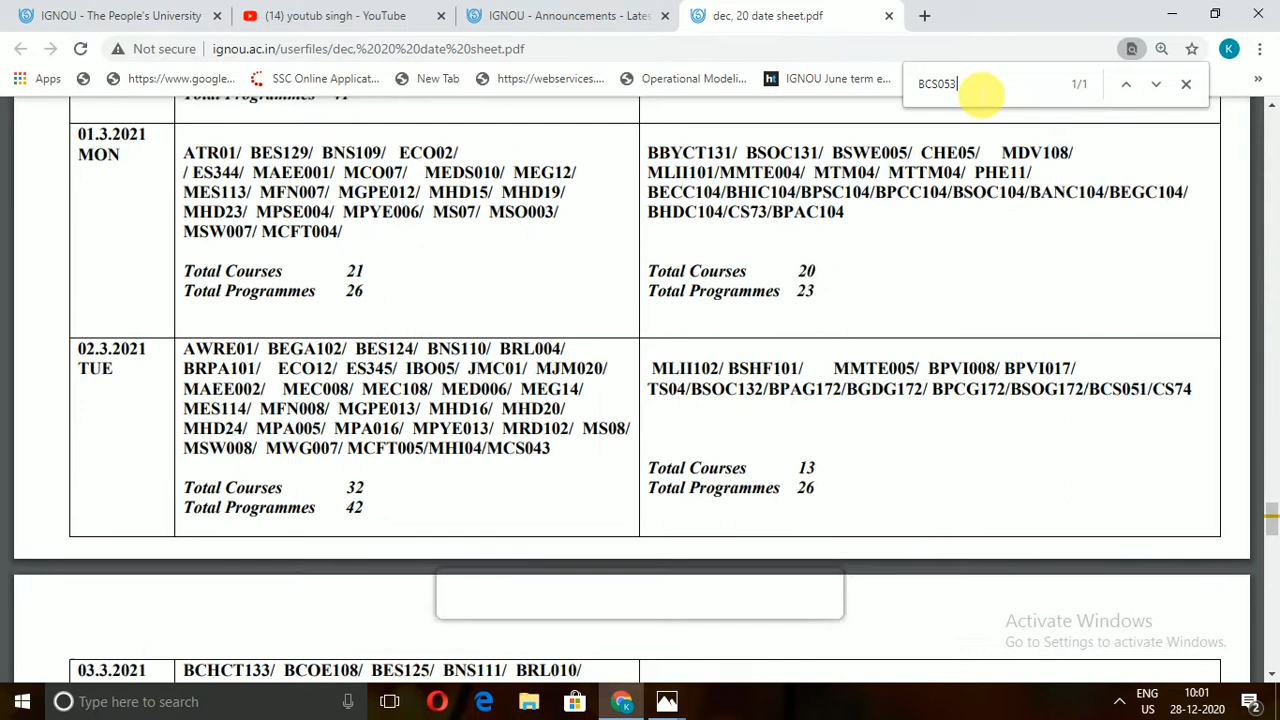 IGNOU - The People's University
(14) youtub singh - YouTube
IGNOU - Announcements - Lates
dec, 20 date sheet.pdf
Not secure
ignou.ac.in/userfiles/dec,%2020%20date%20sheet.pdf
K
Apps
https://www.google...
SSC Online Applicat...
New Tab
https://webservices....
Operational Modeli...
ht
IGNOU June term e...
»
BCS053
1/1
01.3.2021
MON
ATR01/ BES129/ BNS109/ ECO02/
/ ES344/ MAEE001/ MCO07/ MEDS010/ MEG12/
MES113/ MFN007/ MGPE012/ MHD15/ MHD19/
MHD23/ MPSE004/ MPYE006/ MS07/ MSO003/
MSW007/ MCFT004/
Total Courses 21
Total Programmes 26
BBYCT131/ BSOC131/ BSWE005/ CHE05/ MDV108/
MLII101/MMTE004/ MTM04/ MTTM04/ PHE11/
BECC104/BHIC104/BPSC104/BPCC104/BSOC104/BANC104/BEGC104/
BHDC104/CS73/BPAC104
Total Courses 20
Total Programmes 23
02.3.2021
TUE
AWRE01/ BEGA102/ BES124/ BNS110/ BRL004/
BRPA101/ ECO12/ ES345/ IBO05/ JMC01/ MJM020/
MAEE002/ MEC008/ MEC108/ MED006/ MEG14/
MES114/ MFN008/ MGPE013/ MHD16/ MHD20/
MHD24/ MPA005/ MPA016/ MPYE013/ MRD102/ MS08/
MSW008/ MWG007/ MCFT005/MHI04/MCS043
Total Courses 32
Total Programmes 42
MLII102/ BSHF101/ MMTE005/ BPVI008/ BPVI017/
TS04/BSOC132/BPAG172/BGDG172/ BPCG172/BSOG172/BCS051/CS74
Total Courses 13
Total Programmes 26
Activate Windows
Go to Settings to activate Windows.
03.3.2021
BCHCT133/ BCOE108/ BES125/ BNS111/ BRL010/
Type here to search
K
ENG
US
10:01
28-12-2020
2